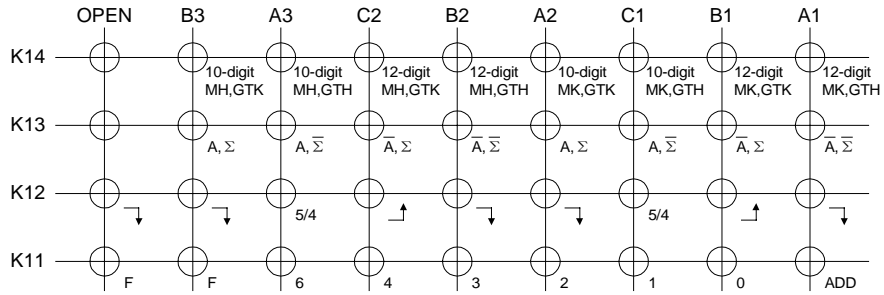 OPEN B3 A3 C2 B2 A2 C1 B1 A1
K14
10-digit 10-digit 12-digit 12-digit 10-digit 10-digit 12-digit 12-digit
MH,GTK MH,GTH MH,GTK MH,GTH MK,GTK MK,GTH MK,GTK MK,GTH
K13
A, Σ A, Σ̅ A̅, Σ A̅, Σ̅ A, Σ A, Σ̅ A̅, Σ A̅, Σ̅
K12
5/4 5/4
K11
F F 6 4 3 2 1 0 ADD